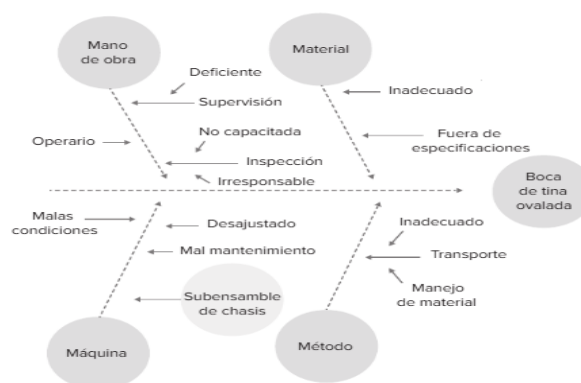 Mano
de obra
Material
Deficiente
Supervisión
Inadecuado
Operario
No capacitada
Fuera de
especificaciones
Inspección
Irresponsable
Boca
de tina
ovalada
Malas
condiciones
Desajustado
Inadecuado
Mal mantenimiento
Transporte
Subensamble
de chasis
Manejo
de material
Máquina
Método